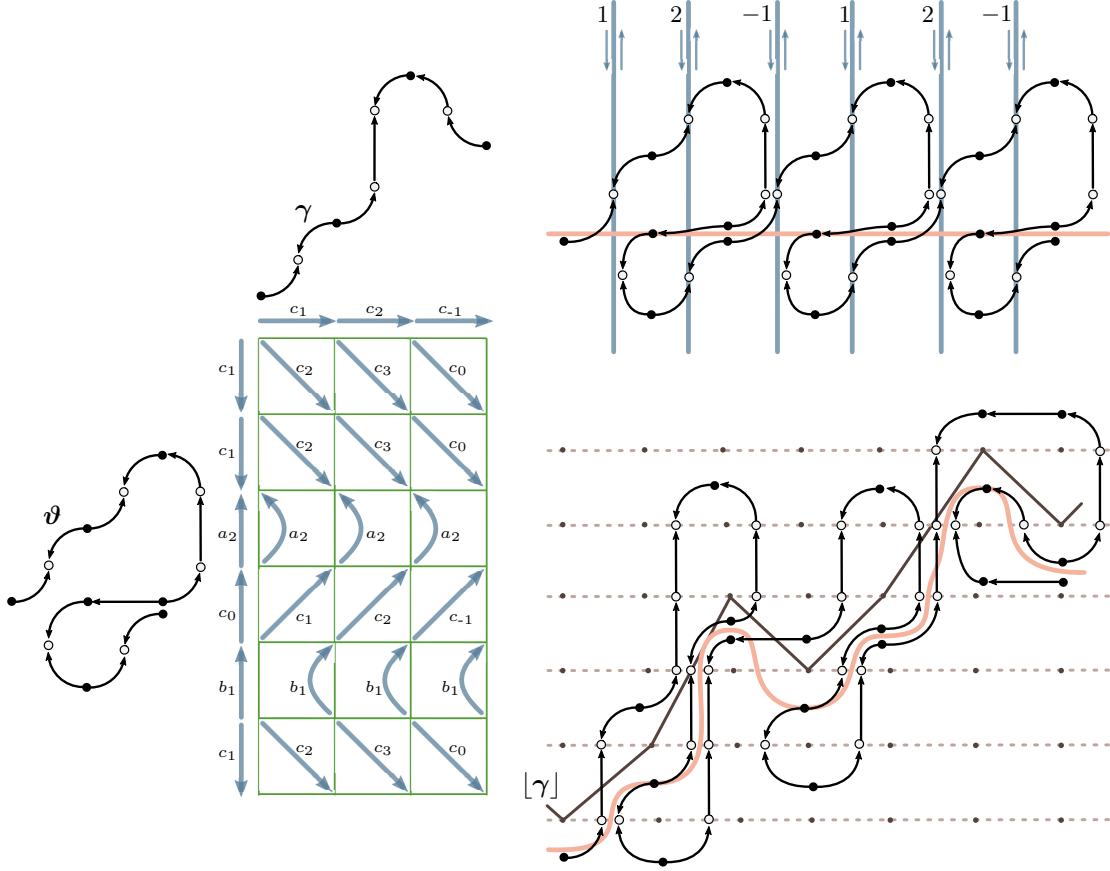 1 2 −1 1 2 −1
γ
c₁ c₂ c₋₁
c₁ c₂ c₃ c₀
c₁ c₂ c₃ c₀
ϑ
a₂ a₂ a₂ a₂
c₀ c₁ c₂ c₋₁
b₁ b₁ b₁ b₁
c₁ c₂ c₃ c₀
⌊γ⌋